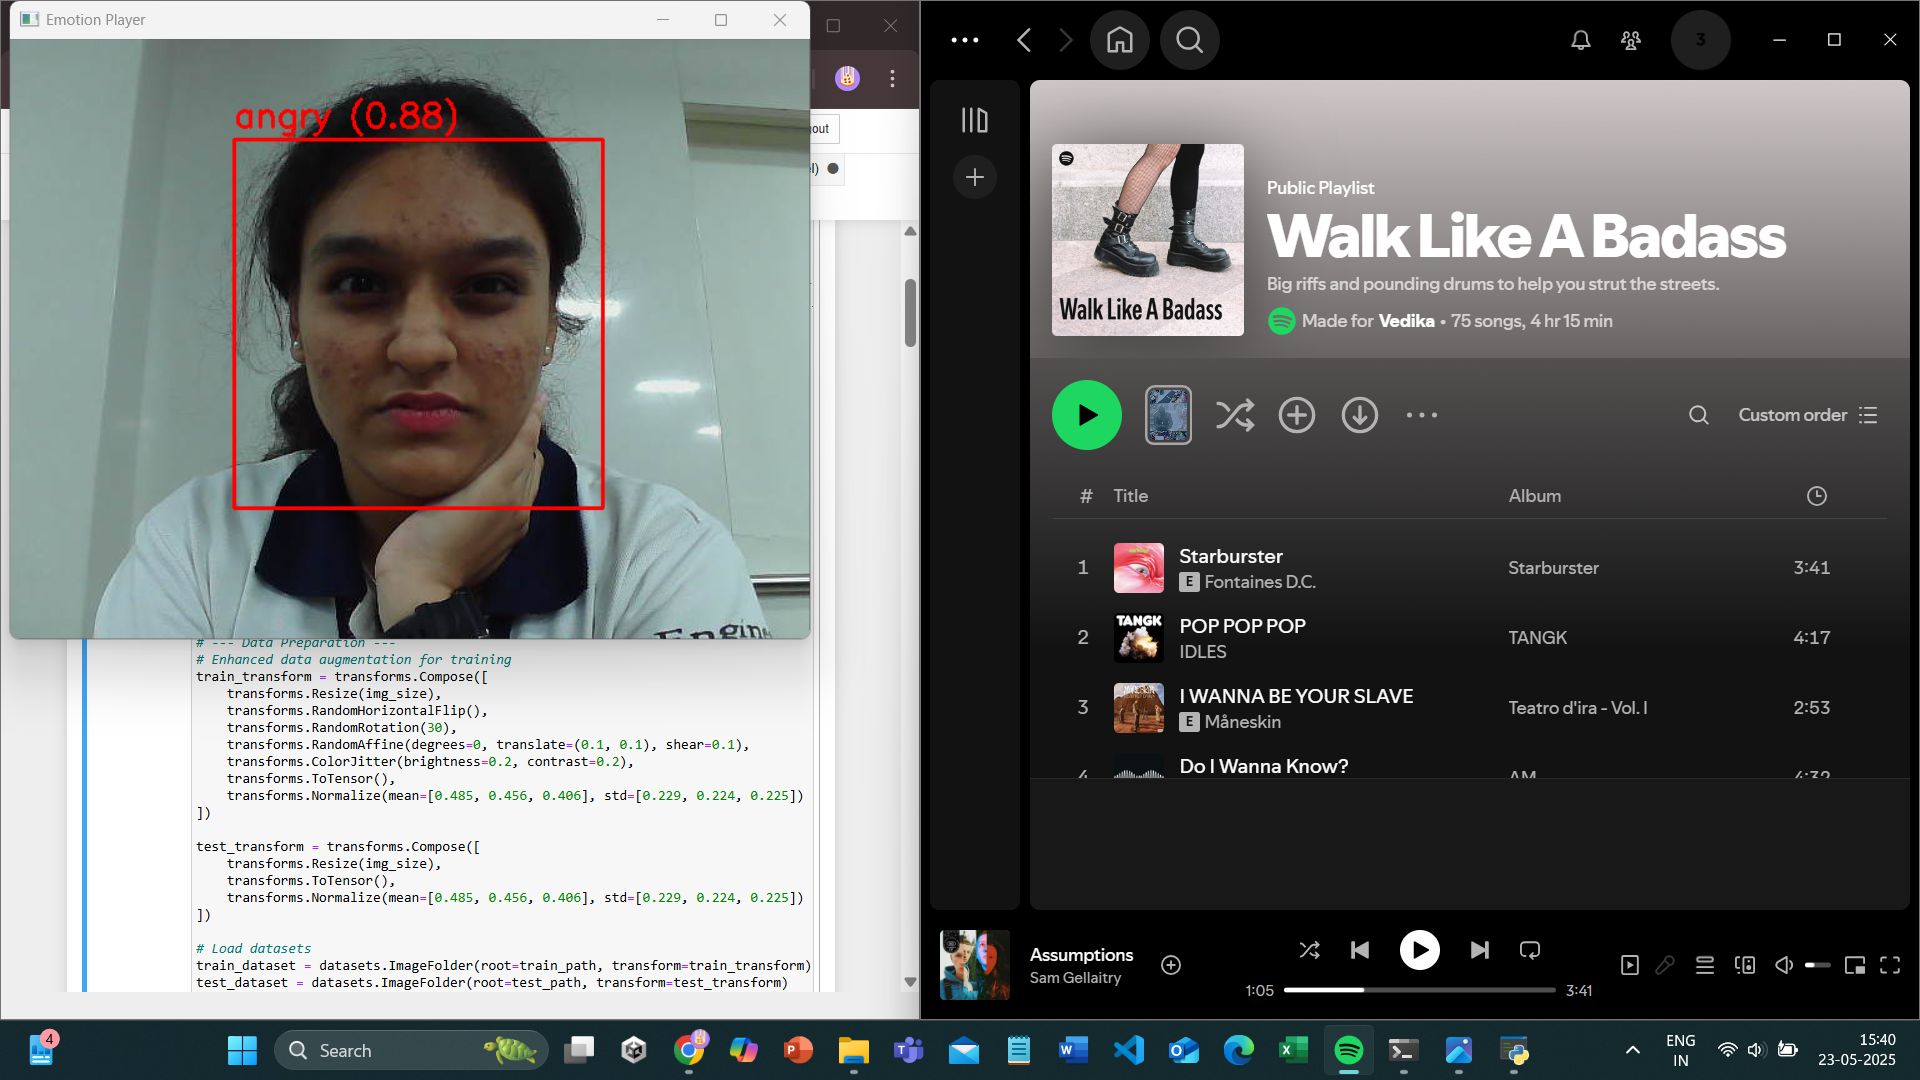 Emotion Player
angry (0.88)
Engine
# --- Data Preparation ---
# Enhanced data augmentation for training
train_transform = transforms.Compose([
transforms.Resize(img_size),
transforms.RandomHorizontalFlip(),
transforms.RandomRotation(30),
transforms.RandomAffine(degrees=0, translate=(0.1, 0.1), shear=0.1),
transforms.ColorJitter(brightness=0.2, contrast=0.2),
transforms.ToTensor(),
transforms.Normalize(mean=[0.485, 0.456, 0.406], std=[0.229, 0.224, 0.225])
])
test_transform = transforms.Compose([
transforms.Resize(img_size),
transforms.ToTensor(),
transforms.Normalize(mean=[0.485, 0.456, 0.406], std=[0.229, 0.224, 0.225])
])
# Load datasets
train_dataset = datasets.ImageFolder(root=train_path, transform=train_transform)
test_dataset = datasets.ImageFolder(root=test_path, transform=test_transform)
3
Walk Like A Badass
Public Playlist
Walk Like A Badass
Big riffs and pounding drums to help you strut the streets.
Made for Vedika • 75 songs, 4 hr 15 min
Custom order
# Title Album
1 Starburster Starburster 3:41
E Fontaines D.C.
TANGK
2 POP POP POP TANGK 4:17
IDLES
3 I WANNA BE YOUR SLAVE Teatro d'ira - Vol. I 2:53
E Måneskin
4 Do I Wanna Know? AM 4:32
Assumptions
Sam Gellaitry
1:05 3:41
4
Search
ENG
IN
15:40
23-05-2025